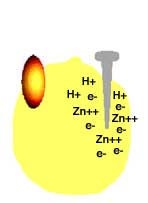 H+
H+ e- H+
e-
Zn++ Zn++
e- e-
Zn++
e- e-